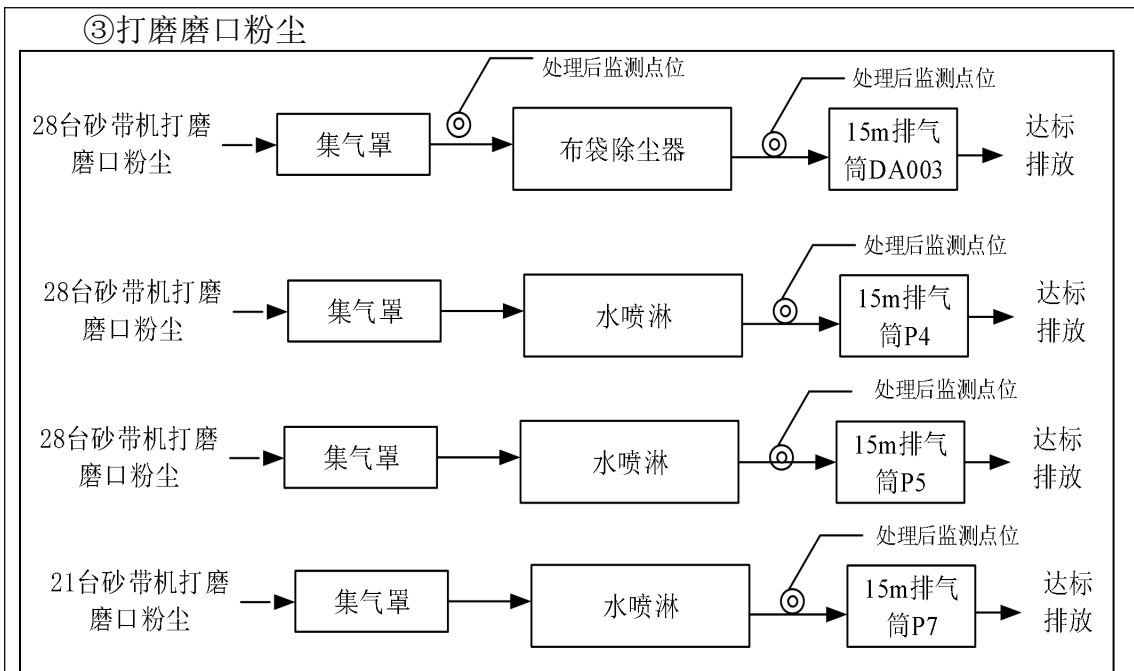 ③打磨磨口粉尘
处理后监测点位
处理后监测点位
28台砂带机打磨
磨口粉尘
集气罩
布袋除尘器
15m排气
筒DA003
达标
排放
处理后监测点位
28台砂带机打磨
磨口粉尘
集气罩
水喷淋
15m排气
筒P4
达标
排放
处理后监测点位
28台砂带机打磨
磨口粉尘
集气罩
水喷淋
15m排气
筒P5
达标
排放
处理后监测点位
21台砂带机打磨
磨口粉尘
集气罩
水喷淋
15m排气
筒P7
达标
排放